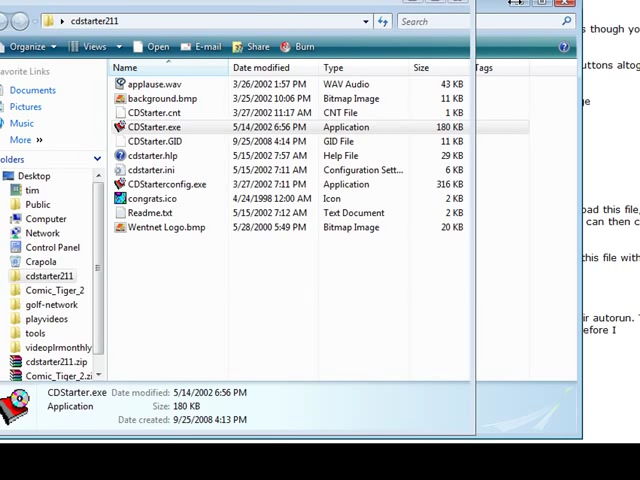 cdstarter211
Search
Organize
Views
Open
E-mail
Share
Burn
s though yo
avorite Links
Name
Date modified
Type
Size
Tags
uttons altog
Documents
applause.wav 3/26/2002 1:57 PM WAV Audio 43 KB
Pictures
background.bmp 3/25/2002 10:06 PM Bitmap Image 11 KB
ge
Music
CDStarter.cnt 3/27/2002 11:17 AM CNT File 1 KB
More »
CDStarter.exe 5/14/2002 6:56 PM Application 180 KB
CDStarter.GID 9/25/2008 4:14 PM GID File 11 KB
olders
cdstarter.hlp 5/15/2002 7:57 AM Help File 29 KB
Desktop
cdstarter.ini 5/15/2002 7:11 AM Configuration Sett... 6 KB
tim
CDStarterconfig.exe 3/27/2002 7:11 PM Application 316 KB
Public
congrats.ico 4/24/1998 12:00 AM Icon 2 KB
Computer
Readme.txt 5/15/2002 7:12 AM Text Document 2 KB
oad this file,
Network
Wentnet Logo.bmp 5/28/2000 5:49 PM Bitmap Image 20 KB
can then c
Control Panel
Crapola
this file with
cdstarter211
Comic_Tiger_2
golf-network
playvideos
ir autorun. T
tools
efore I
videoplrmonthly
cdstarter211.zip
Comic_Tiger_2.zi
CDStarter.exe Date modified: 5/14/2002 6:56 PM
Application Size: 180 KB
Date created: 9/25/2008 4:13 PM